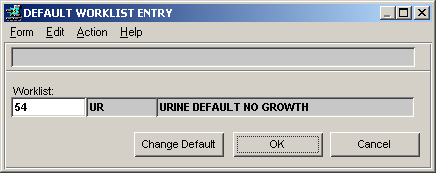 DEFAULT WORKLIST ENTRY
Form Edit Action Help
Worklist:
54 UR URINE DEFAULT NO GROWTH
Change Default OK Cancel